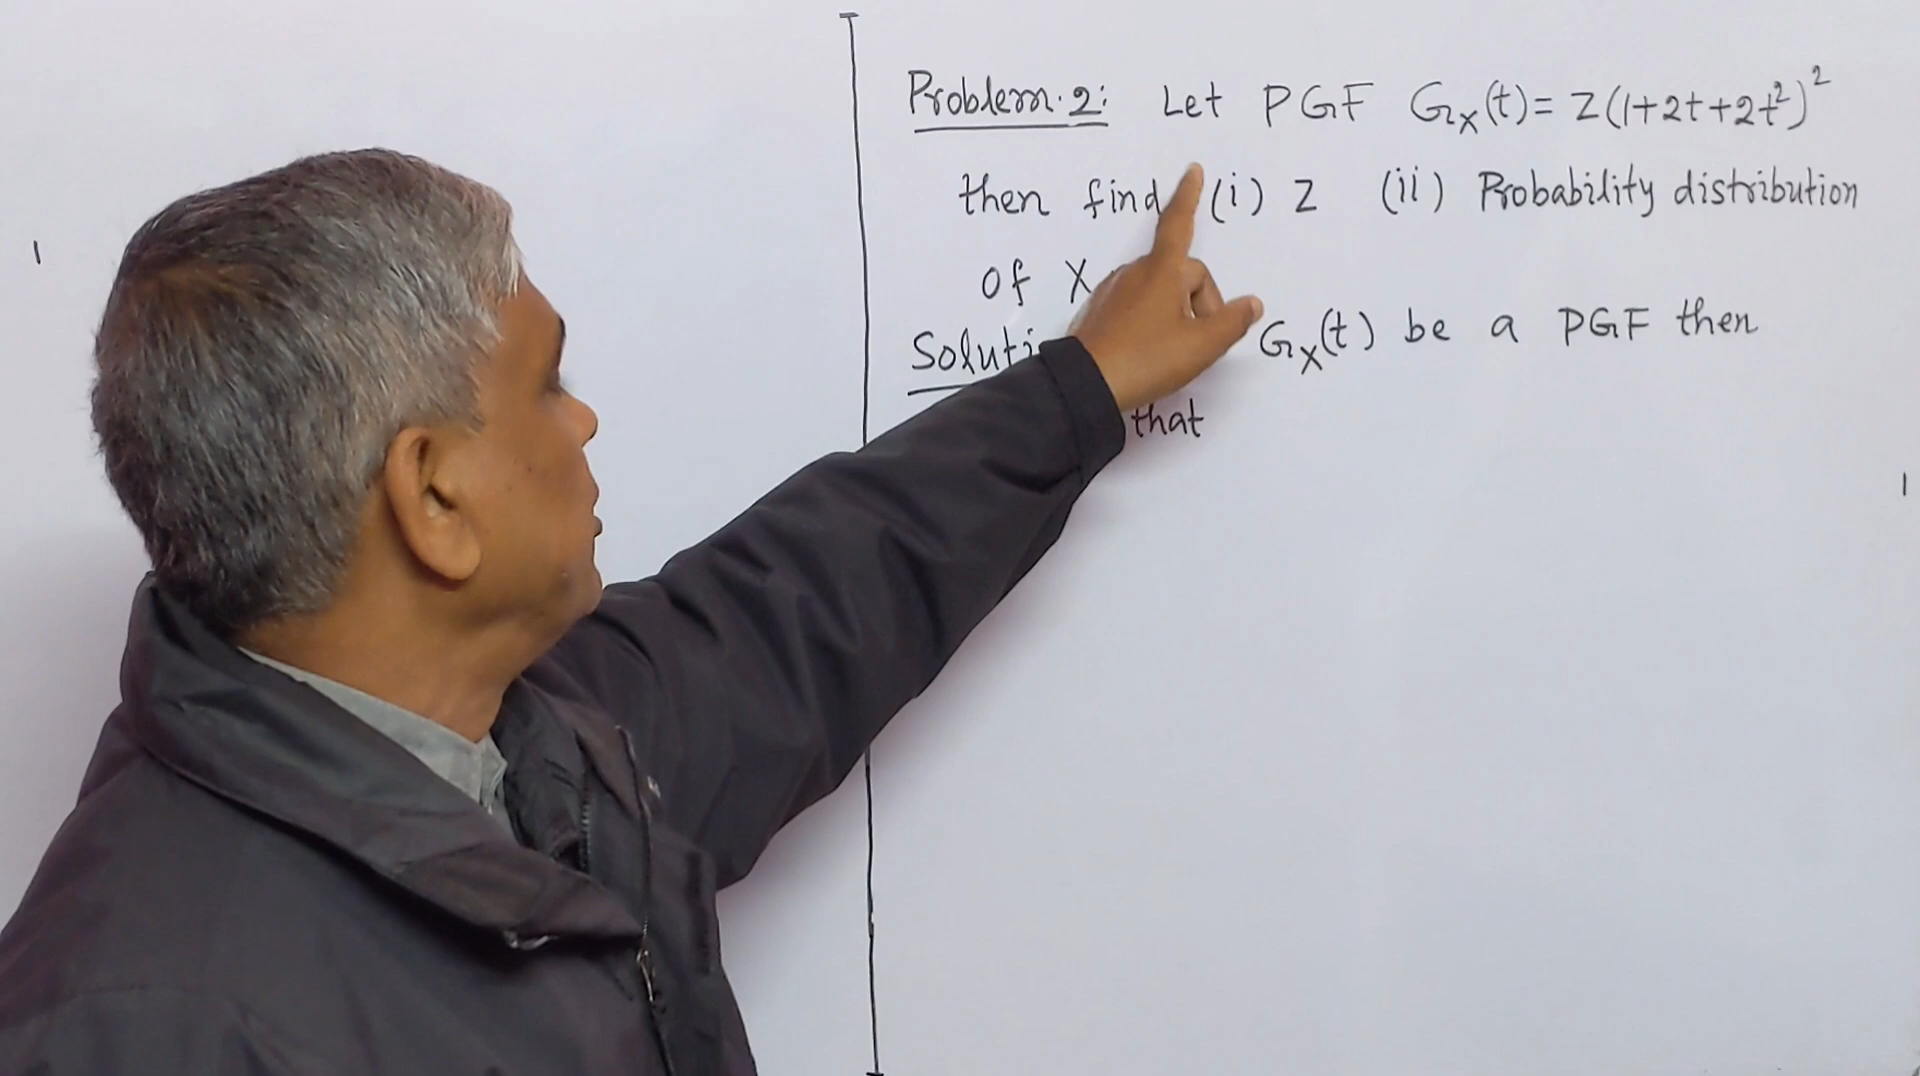 Problem.2: Let PGF Gₓ(t)= Z(1+2t+2t²)²
then find (i) Z (ii) Probability distribution
of X
Gₓ(t) be a PGF then
that